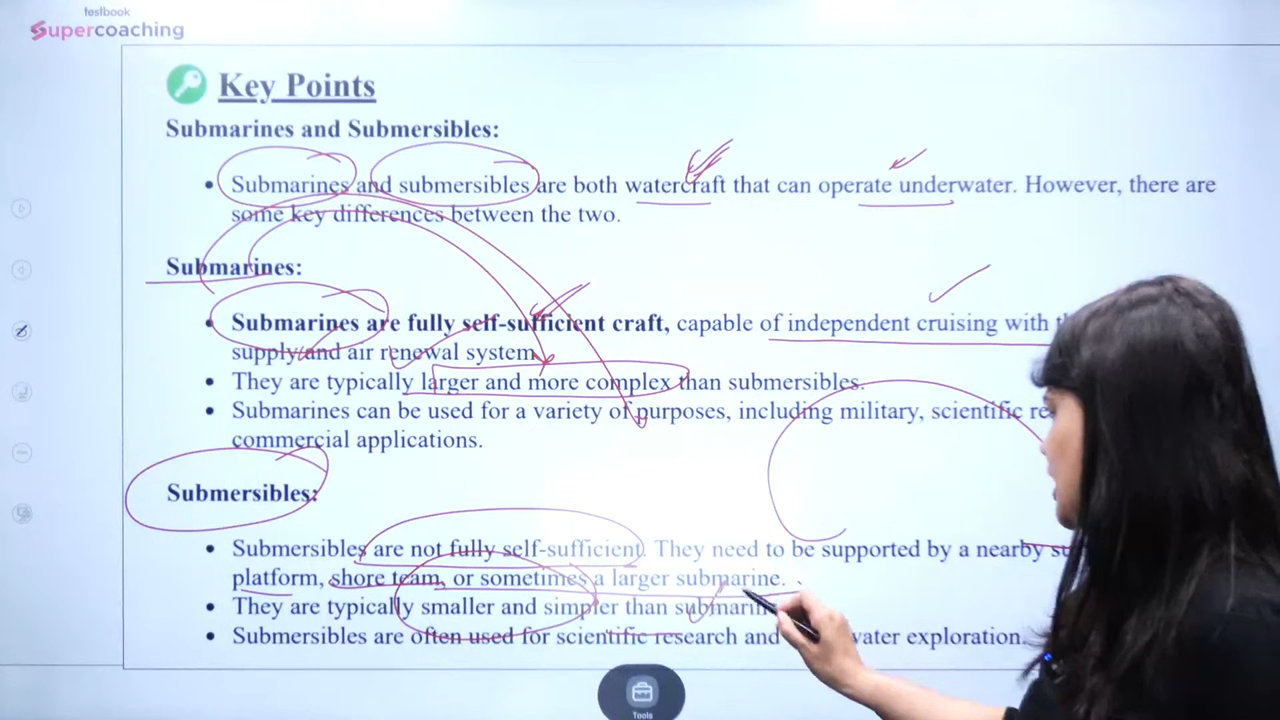 testbook
Supercoaching
Key Points
Submarines and Submersibles:
• Submarines and submersibles are both watercraft that can operate underwater. However, there are
some key differences between the two.
Submarines:
• Submarines are fully self-sufficient craft, capable of independent cruising with
supply and air renewal system.
• They are typically larger and more complex than submersibles.
• Submarines can be used for a variety of purposes, including military, scientific
commercial applications.
Submersibles:
• Submersibles are not fully self-sufficient. They need to be supported by a nearby
platform, shore team, or sometimes a larger submarine.
• They are typically smaller and simpler than
• Submersibles are often used for scientific research and exploration.
Tools